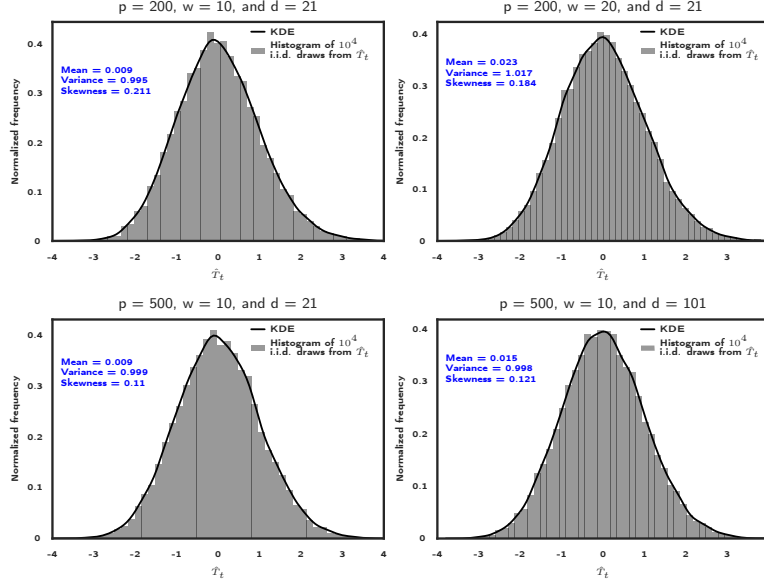 p = 200, w = 10, and d = 21
Normalized frequency
0.4
0.3
0.2
0.1
0
Mean = 0.009
Variance = 0.995
Skewness = 0.211
KDE
Histogram of 10^4
i.i.d. draws from T̂_t
-4 -3 -2 -1 0 1 2 3 4
T̂_t
p = 200, w = 20, and d = 21
Normalized frequency
0.4
0.3
0.2
0.1
0
Mean = 0.023
Variance = 1.017
Skewness = 0.184
KDE
Histogram of 10^4
i.i.d. draws from T̂_t
-4 -3 -2 -1 0 1 2 3
T̂_t
p = 500, w = 10, and d = 21
Normalized frequency
0.4
0.3
0.2
0.1
0
Mean = 0.009
Variance = 0.999
Skewness = 0.11
KDE
Histogram of 10^4
i.i.d. draws from T̂_t
-4 -3 -2 -1 0 1 2 3 4
T̂_t
p = 500, w = 10, and d = 101
Normalized frequency
0.4
0.3
0.2
0.1
0
Mean = 0.015
Variance = 0.998
Skewness = 0.121
KDE
Histogram of 10^4
i.i.d. draws from T̂_t
-4 -3 -2 -1 0 1 2 3
T̂_t